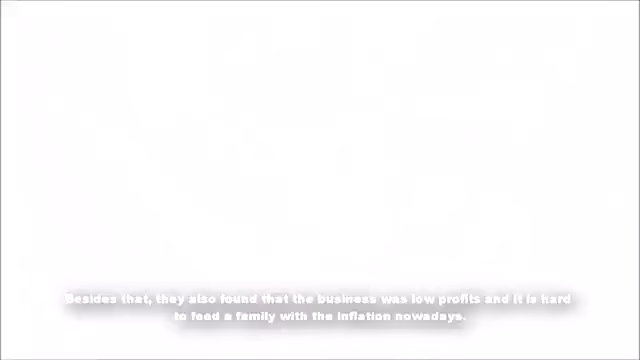 Besides that, they also found that the business was low profits and it is hard
to feed a family with the inflation nowadays.